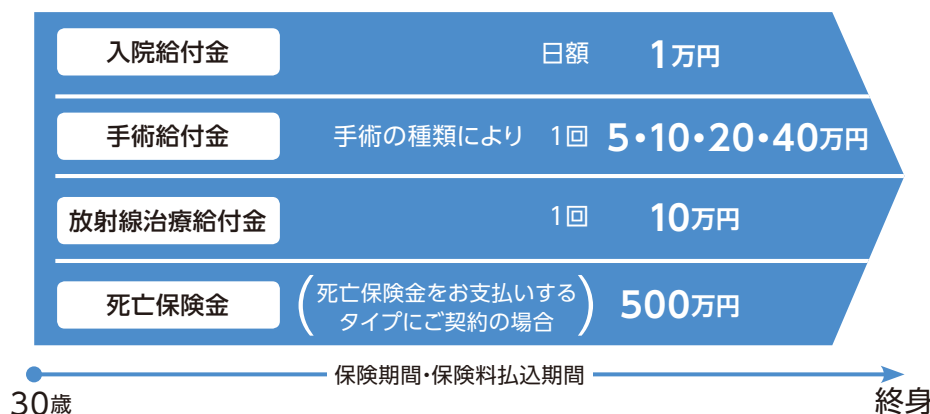 入院給付金 日額 1万円
手術給付金 手術の種類により 1回 5・10・20・40万円
放射線治療給付金 1回 10万円
死亡保険金 (死亡保険金をお支払いする
タイプにご契約の場合) 500万円
保険期間・保険料払込期間
30歳 終身